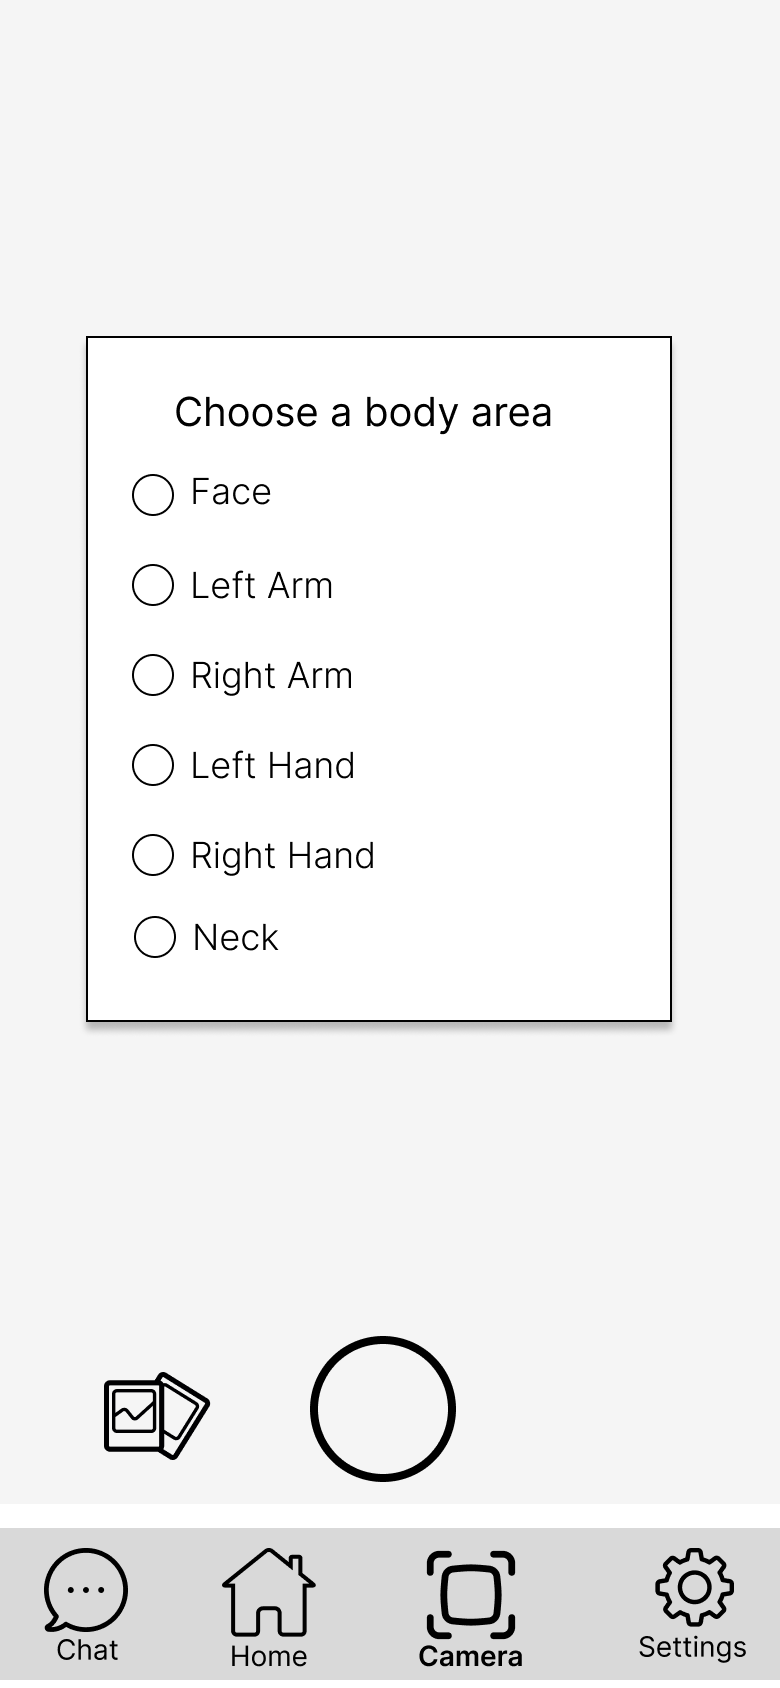 Choose a body area
Face
Left Arm
Right Arm
Left Hand
Right Hand
Neck
Chat
Home
Camera
Settings